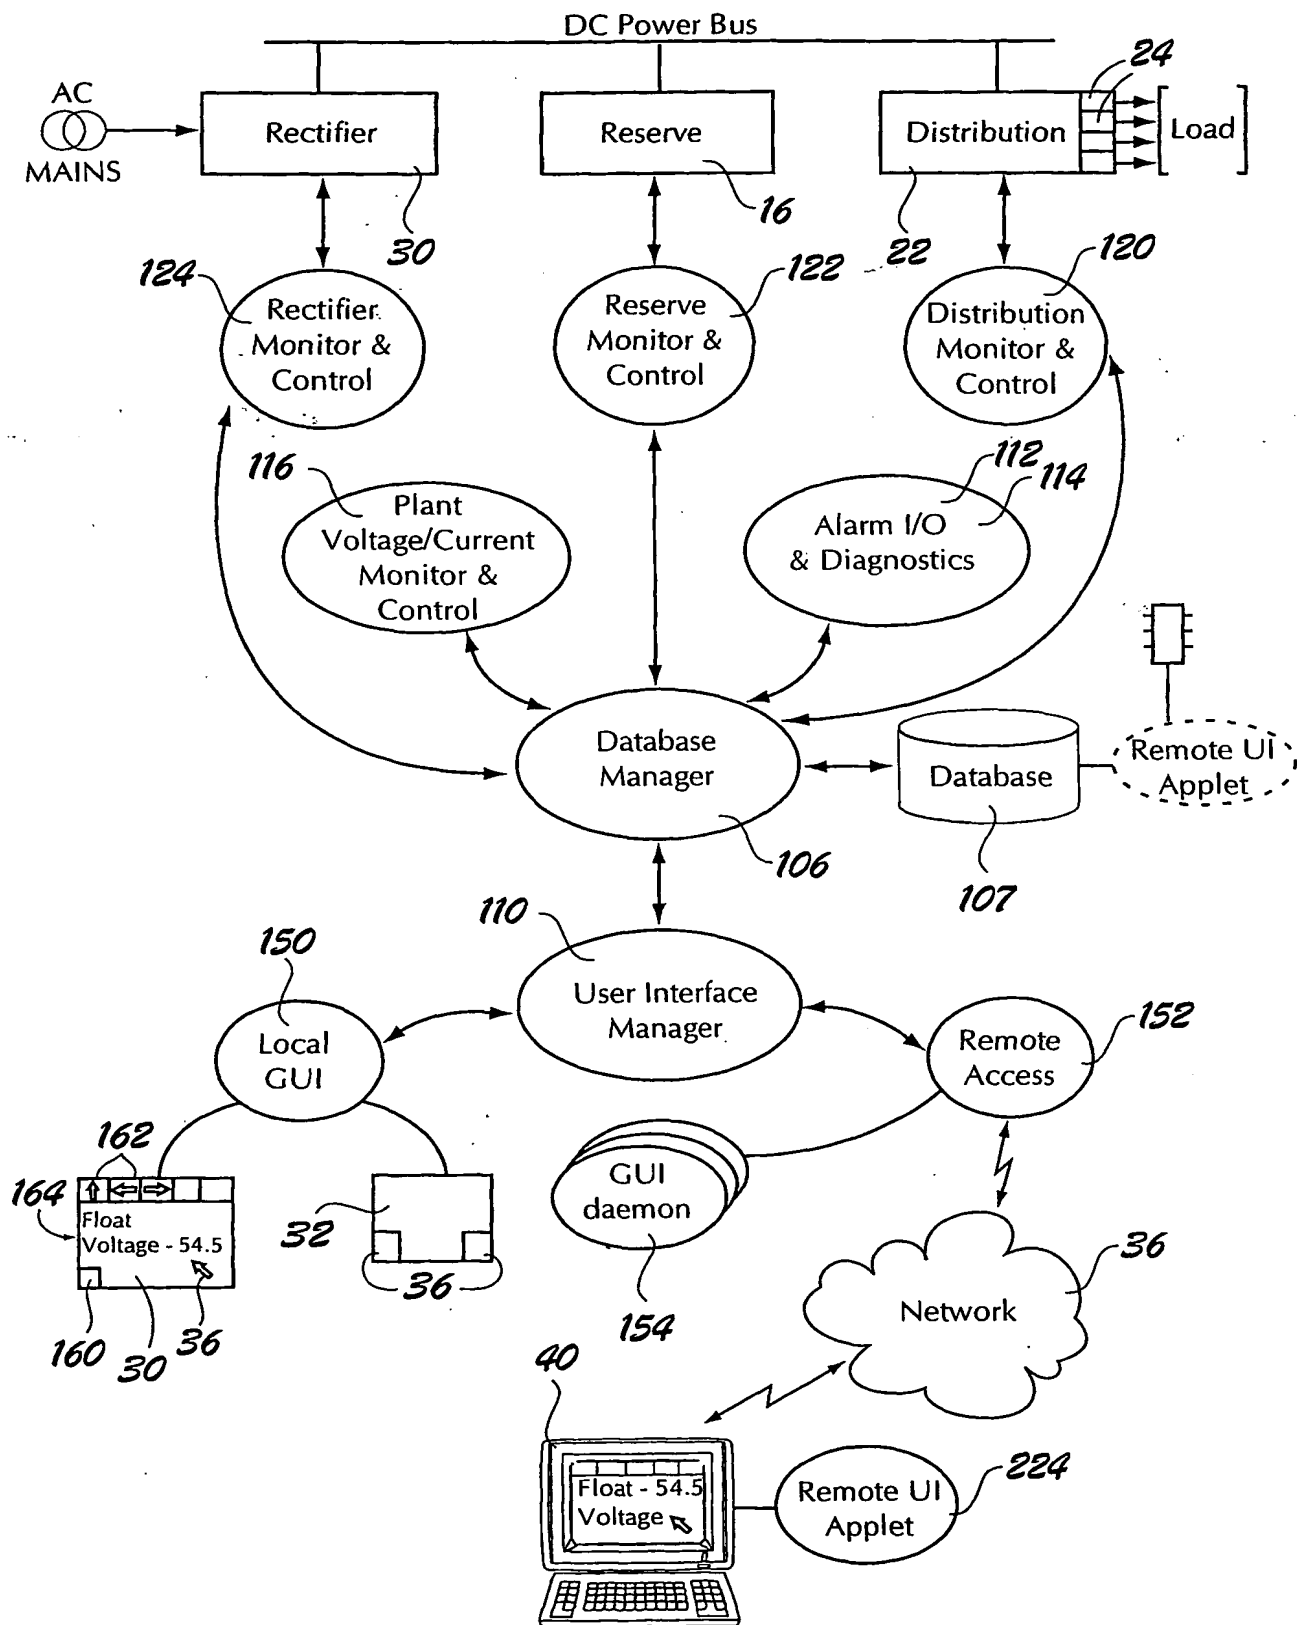 DC Power Bus
24
AC
MAINS
Rectifier
Reserve
Distribution
Load
30
16
22
124
122
120
Rectifier
Monitor &
Control
Reserve
Monitor &
Control
Distribution
Monitor &
Control
116
112
114
Plant
Voltage/Current
Monitor &
Control
Alarm I/O
& Diagnostics
Database
Manager
Database
Remote UI
Applet
106
107
110
150
User Interface
Manager
152
Local
GUI
Remote
Access
162
164
Float
Voltage - 54.5
32
GUI
daemon
36
36
160
30
36
154
Network
40
Float - 54.5
Voltage
Remote UI
Applet
224